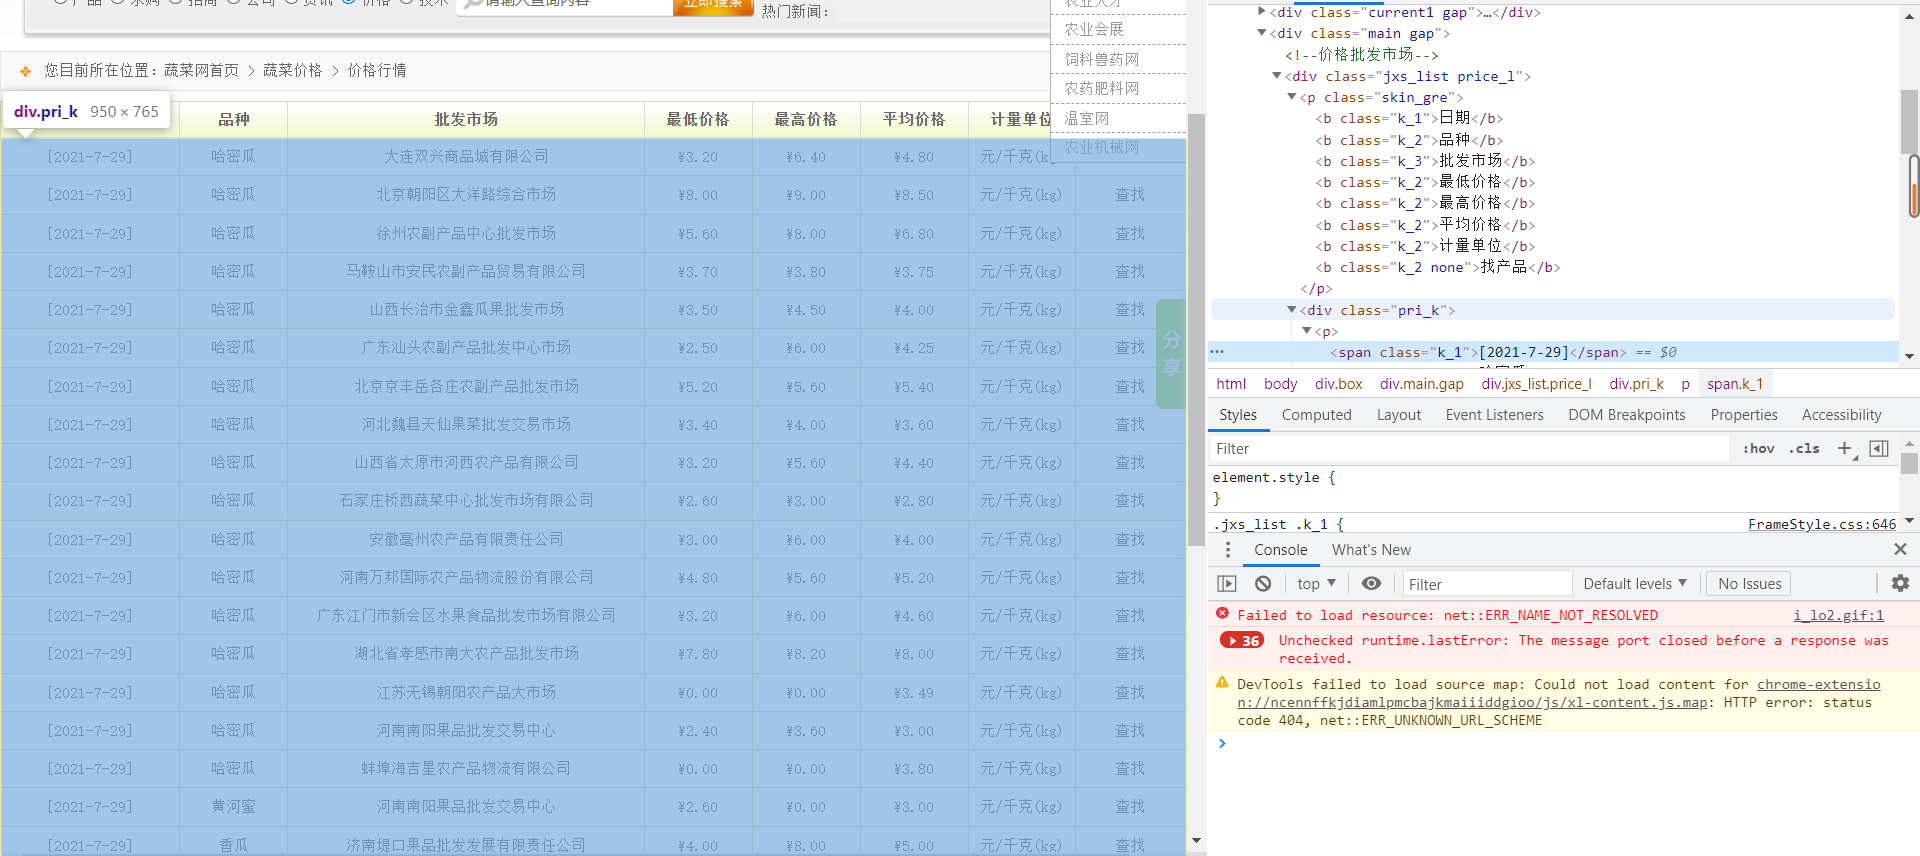 产品 求购 招商 公司 资讯 价格 技术 请输入查询内容 立即搜索 热门新闻：
您目前所在位置：蔬菜网首页 > 蔬菜价格 > 价格行情
div.pri_k 950 × 765
品种 批发市场 最低价格 最高价格 平均价格 计量单位
[2021-7-29] 哈密瓜 大连双兴商品城有限公司 ¥3.20 ¥6.40 ¥4.80 元/千克(k
[2021-7-29] 哈密瓜 北京朝阳区大洋路综合市场 ¥8.00 ¥9.00 ¥8.50 元/千克(kg) 查找
[2021-7-29] 哈密瓜 徐州农副产品中心批发市场 ¥5.60 ¥8.00 ¥6.80 元/千克(kg) 查找
[2021-7-29] 哈密瓜 马鞍山市安民农副产品贸易有限公司 ¥3.70 ¥3.80 ¥3.75 元/千克(kg) 查找
[2021-7-29] 哈密瓜 山西长治市金鑫瓜果批发市场 ¥3.50 ¥4.50 ¥4.00 元/千克(kg) 查找
[2021-7-29] 哈密瓜 广东汕头农副产品批发中心市场 ¥2.50 ¥6.00 ¥4.25 元/千克(kg) 查找
[2021-7-29] 哈密瓜 北京京丰岳各庄农副产品批发市场 ¥5.20 ¥5.60 ¥5.40 元/千克(kg) 查找
[2021-7-29] 哈密瓜 河北魏县天仙果菜批发交易市场 ¥3.40 ¥4.00 ¥3.60 元/千克(kg) 查找
[2021-7-29] 哈密瓜 山西省太原市河西农产品有限公司 ¥3.20 ¥5.60 ¥4.40 元/千克(kg) 查找
[2021-7-29] 哈密瓜 石家庄桥西蔬菜中心批发市场有限公司 ¥2.60 ¥3.00 ¥2.80 元/千克(kg) 查找
[2021-7-29] 哈密瓜 安徽亳州农产品有限责任公司 ¥3.00 ¥6.00 ¥4.00 元/千克(kg) 查找
[2021-7-29] 哈密瓜 河南万邦国际农产品物流股份有限公司 ¥4.80 ¥5.60 ¥5.20 元/千克(kg) 查找
[2021-7-29] 哈密瓜 广东江门市新会区水果食品批发市场有限公司 ¥3.20 ¥6.00 ¥4.60 元/千克(kg) 查找
[2021-7-29] 哈密瓜 湖北省孝感市南大农产品批发市场 ¥7.80 ¥8.20 ¥8.00 元/千克(kg) 查找
[2021-7-29] 哈密瓜 江苏无锡朝阳农产品大市场 ¥0.00 ¥0.00 ¥3.49 元/千克(kg) 查找
[2021-7-29] 哈密瓜 河南南阳果品批发交易中心 ¥2.40 ¥3.60 ¥3.00 元/千克(kg) 查找
[2021-7-29] 哈密瓜 蚌埠海吉星农产品物流有限公司 ¥0.00 ¥0.00 ¥3.80 元/千克(kg) 查找
[2021-7-29] 黄河蜜 河南南阳果品批发交易中心 ¥2.60 ¥0.00 ¥3.00 元/千克(kg) 查找
[2021-7-29] 香瓜 济南堤口果品批发发展有限责任公司 ¥4.00 ¥8.00 ¥5.00 元/千克(kg) 查找
农业人才
农业会展
饲料兽药网
农药肥料网
温室网
农业机械网
分
享
<div class="current1 gap">…</div>
<div class="main gap">
<!--价格批发市场-->
<div class="jxs_list price_l">
<p class="skin_gre">
<b class="k_1">日期</b>
<b class="k_2">品种</b>
<b class="k_3">批发市场</b>
<b class="k_2">最低价格</b>
<b class="k_2">最高价格</b>
<b class="k_2">平均价格</b>
<b class="k_2">计量单位</b>
<b class="k_2 none">找产品</b>
</p>
<div class="pri_k">
<p>
<span class="k_1">[2021-7-29]</span> == $0
html body div.box div.main.gap div.jxs_list.price_l div.pri_k p span.k_1
Styles Computed Layout Event Listeners DOM Breakpoints Properties Accessibility
Filter :hov .cls
element.style {
}
.jxs_list .k_1 { FrameStyle.css:646
Console What's New
top Filter Default levels No Issues
Failed to load resource: net::ERR_NAME_NOT_RESOLVED i_lo2.gif:1
36 Unchecked runtime.lastError: The message port closed before a response was
received.
DevTools failed to load source map: Could not load content for chrome-extensio
n://ncennffkjdiamlpmcbajkmaiiiddgioo/js/xl-content.js.map: HTTP error: status
code 404, net::ERR_UNKNOWN_URL_SCHEME